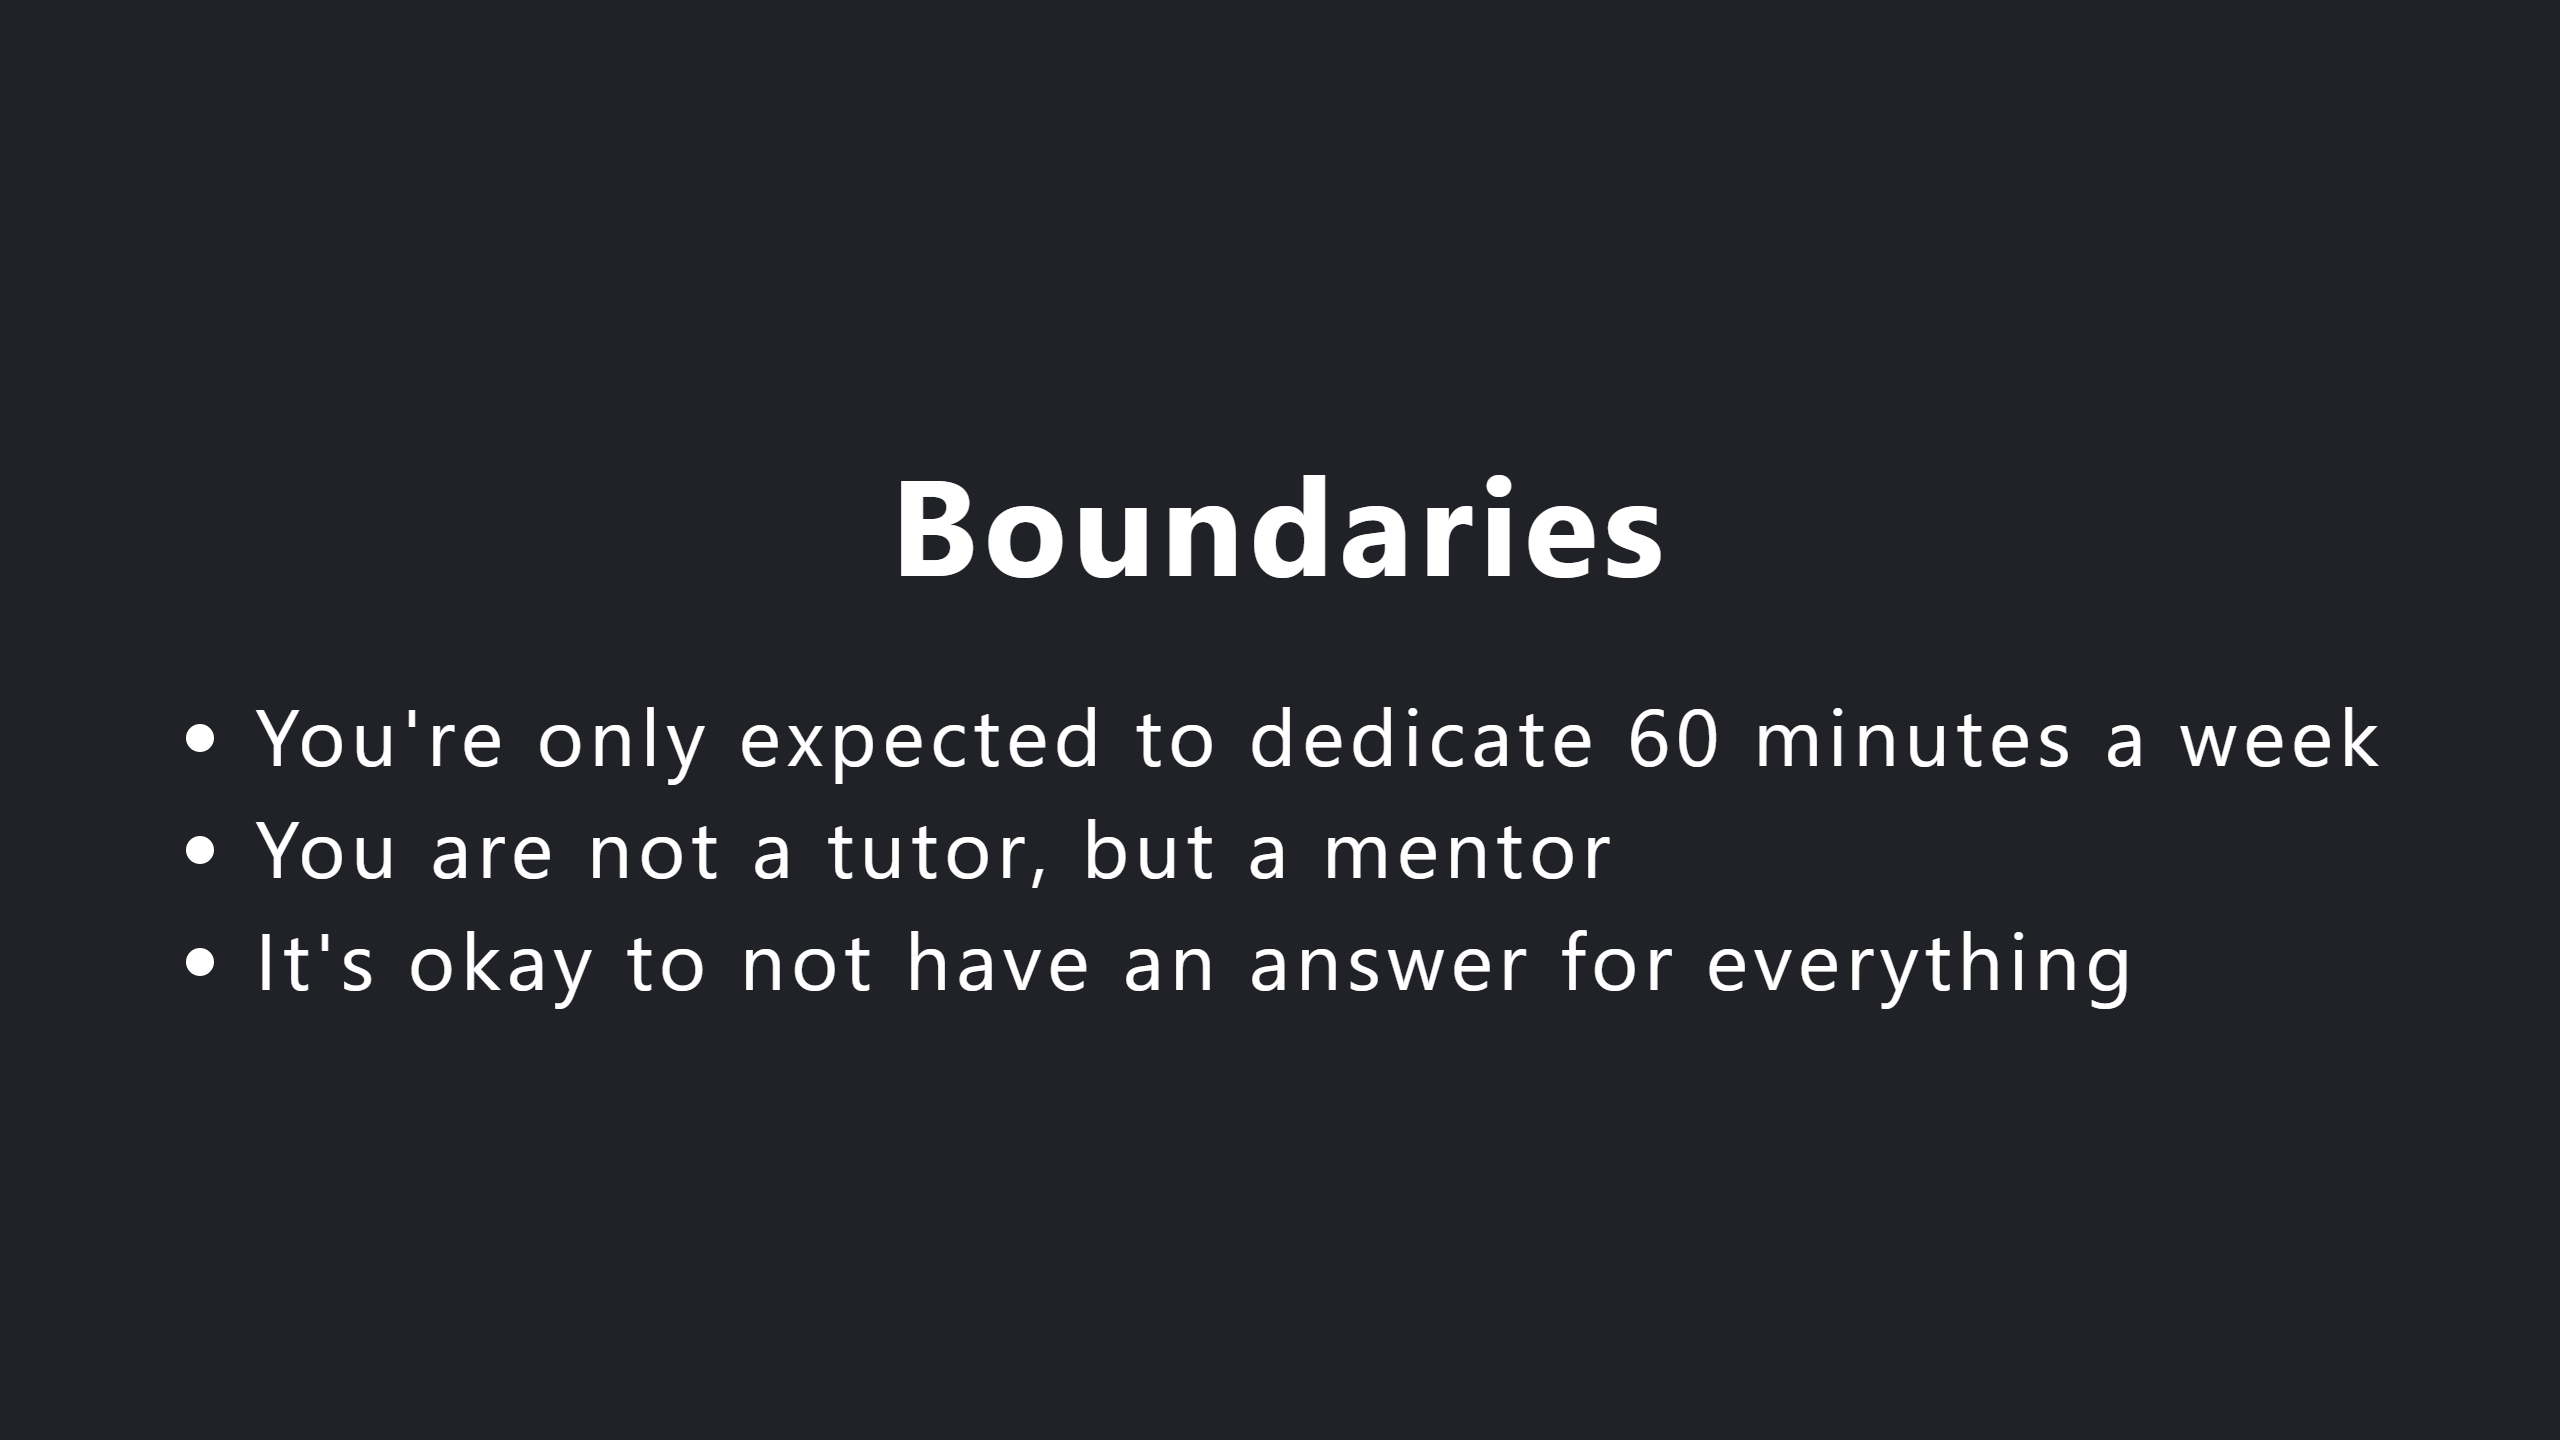 Boundaries
• You're only expected to dedicate 60 minutes a week
• You are not a tutor, but a mentor
• It's okay to not have an answer for everything